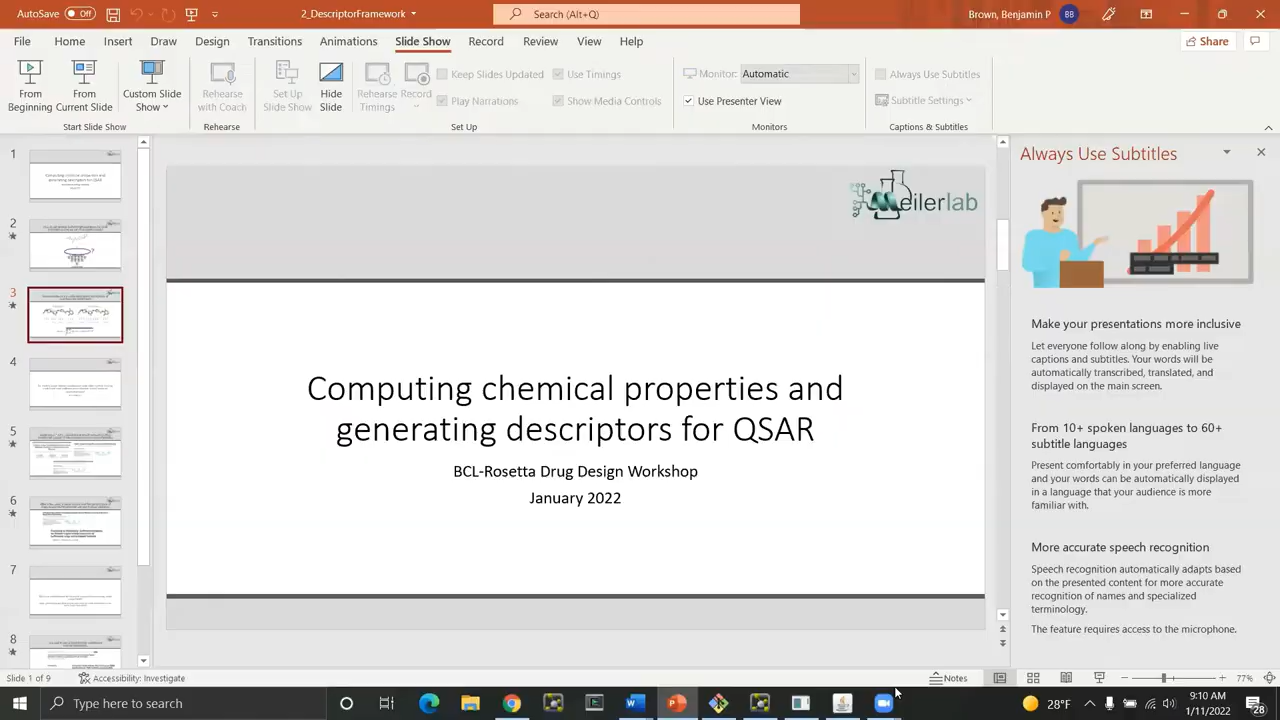 AutoSave Off
2_Introduction
Search (Alt+Q)
Brown, Benjamin BB
File Home Insert Draw Design Transitions Animations Slide Show Record Review View Help
Share
From Beginning
From Current Slide
Custom Slide Show
Rehearse with Coach
Set Up Slide Show
Hide Slide
Rehearse Timings
Record
Keep Slides Updated
Use Timings
Play Narrations
Show Media Controls
Monitor: Automatic
Use Presenter View
Always Use Subtitles
Subtitle Settings
Start Slide Show
Rehearse
Set Up
Monitors
Captions & Subtitles
1
2
3
4
6
7
8
Meilerlab
Computing chemical properties and
generating descriptors for QSAR
BCL-Rosetta Drug Design Workshop
January 2022
Always Use Subtitles
Make your presentations more inclusive
Let everyone follow along by enabling live
captions and subtitles. Your words will be
automatically transcribed, translated, and
displayed on the main screen.
From 10+ spoken languages to 60+
subtitle languages
Present comfortably in your preferred language
and your words can be automatically displayed
in a language that your audience is more
familiar with.
More accurate speech recognition
Speech recognition automatically adapts based
on the presented content for more accurate
recognition of names and specialized
terminology.
The feature requires access to the microphone.
Slide 1 of 9
Accessibility: Investigate
Notes
77%
Type here to search
28°F
9:10 AM
1/11/2022
28